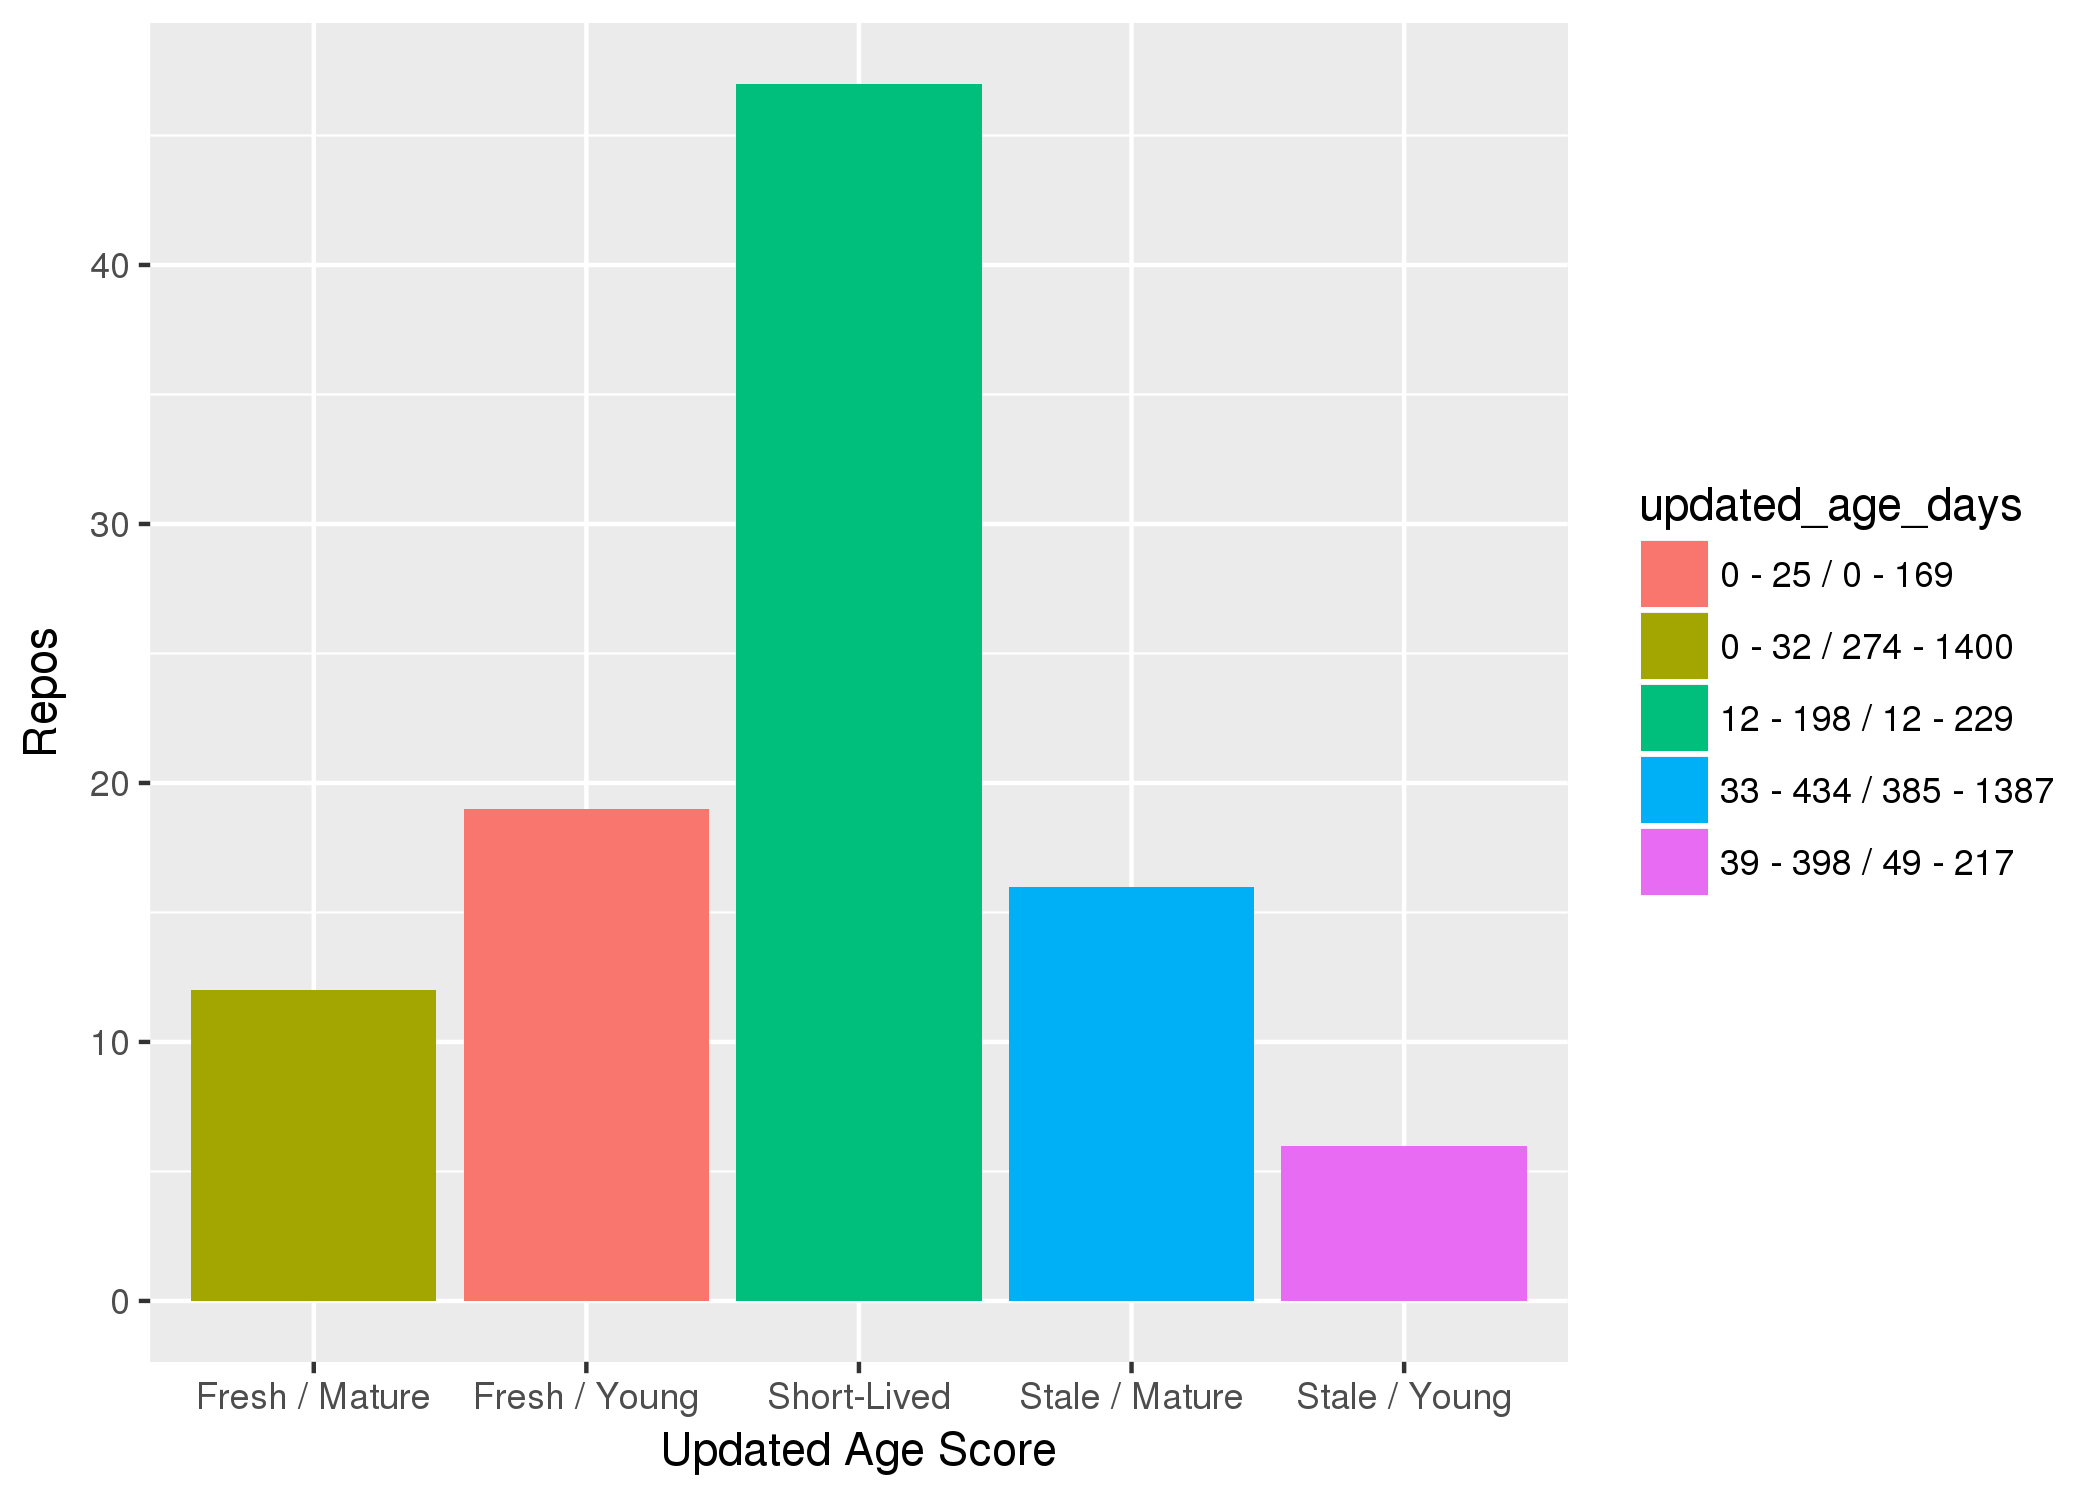 40
30
20
10
0
Repos
Fresh / Mature
Fresh / Young
Short-Lived
Stale / Mature
Stale / Young
Updated Age Score
updated_age_days
0 - 25 / 0 - 169
0 - 32 / 274 - 1400
12 - 198 / 12 - 229
33 - 434 / 385 - 1387
39 - 398 / 49 - 217